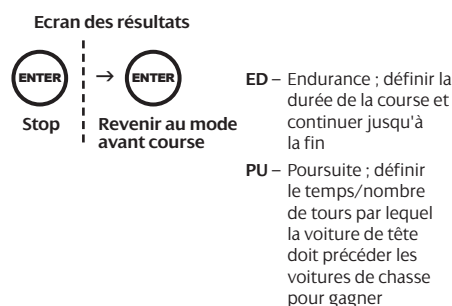 Ecran des résultats
ENTER → ENTER
Stop
Revenir au mode
avant course
ED – Endurance ; définir la
durée de la course et
continuer jusqu'à
la fin
PU – Poursuite ; définir
le temps/nombre
de tours par lequel
la voiture de tête
doit précéder les
voitures de chasse
pour gagner